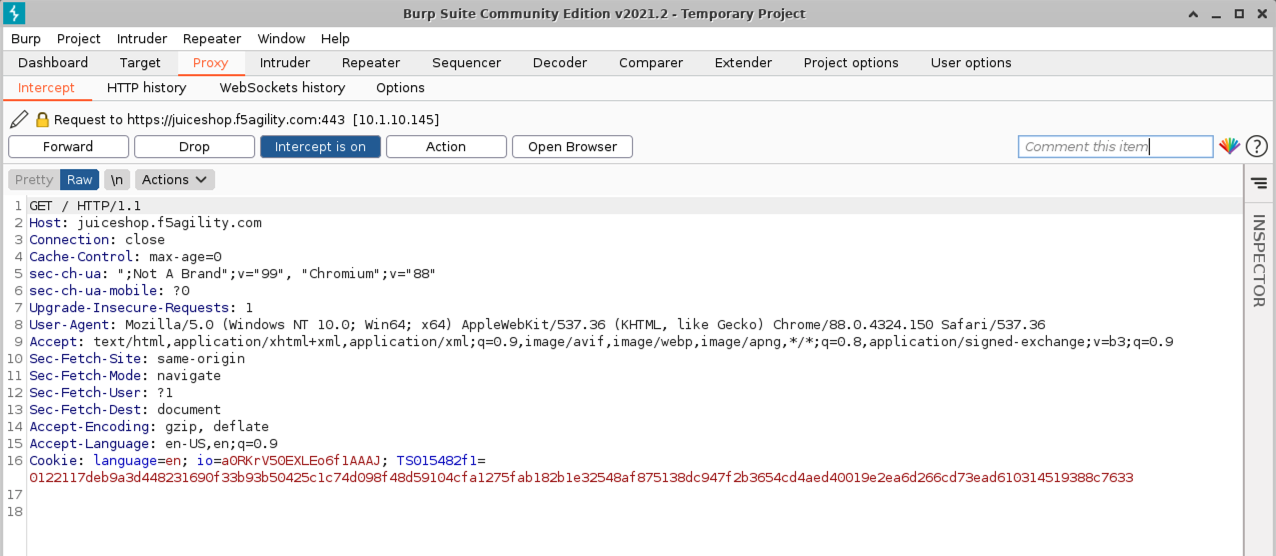 Burp Suite Community Edition v2021.2 - Temporary Project
Burp Project Intruder Repeater Window Help
Dashboard Target Proxy Intruder Repeater Sequencer Decoder Comparer Extender Project options User options
Intercept HTTP history WebSockets history Options
Request to https://juiceshop.f5agility.com:443 [10.1.10.145]
Forward Drop Intercept is on Action Open Browser Comment this item ?
Pretty Raw \n Actions
INSPECTOR
1 GET / HTTP/1.1
2 Host: juiceshop.f5agility.com
3 Connection: close
4 Cache-Control: max-age=0
5 sec-ch-ua: ";Not A Brand";v="99", "Chromium";v="88"
6 sec-ch-ua-mobile: ?0
7 Upgrade-Insecure-Requests: 1
8 User-Agent: Mozilla/5.0 (Windows NT 10.0; Win64; x64) AppleWebKit/537.36 (KHTML, like Gecko) Chrome/88.0.4324.150 Safari/537.36
9 Accept: text/html,application/xhtml+xml,application/xml;q=0.9,image/avif,image/webp,image/apng,*/*;q=0.8,application/signed-exchange;v=b3;q=0.9
10 Sec-Fetch-Site: same-origin
11 Sec-Fetch-Mode: navigate
12 Sec-Fetch-User: ?1
13 Sec-Fetch-Dest: document
14 Accept-Encoding: gzip, deflate
15 Accept-Language: en-US,en;q=0.9
16 Cookie: language=en; io=aORKrV50EXLEo6f1AAAJ; TS015482f1=
0122117deb9a3d448231690f33b93b50425c1c74d098f48d59104cfa1275fab182b1e32548af875138dc947f2b3654cd4aed40019e2ea6d266cd73ead610314519388c7633
17
18